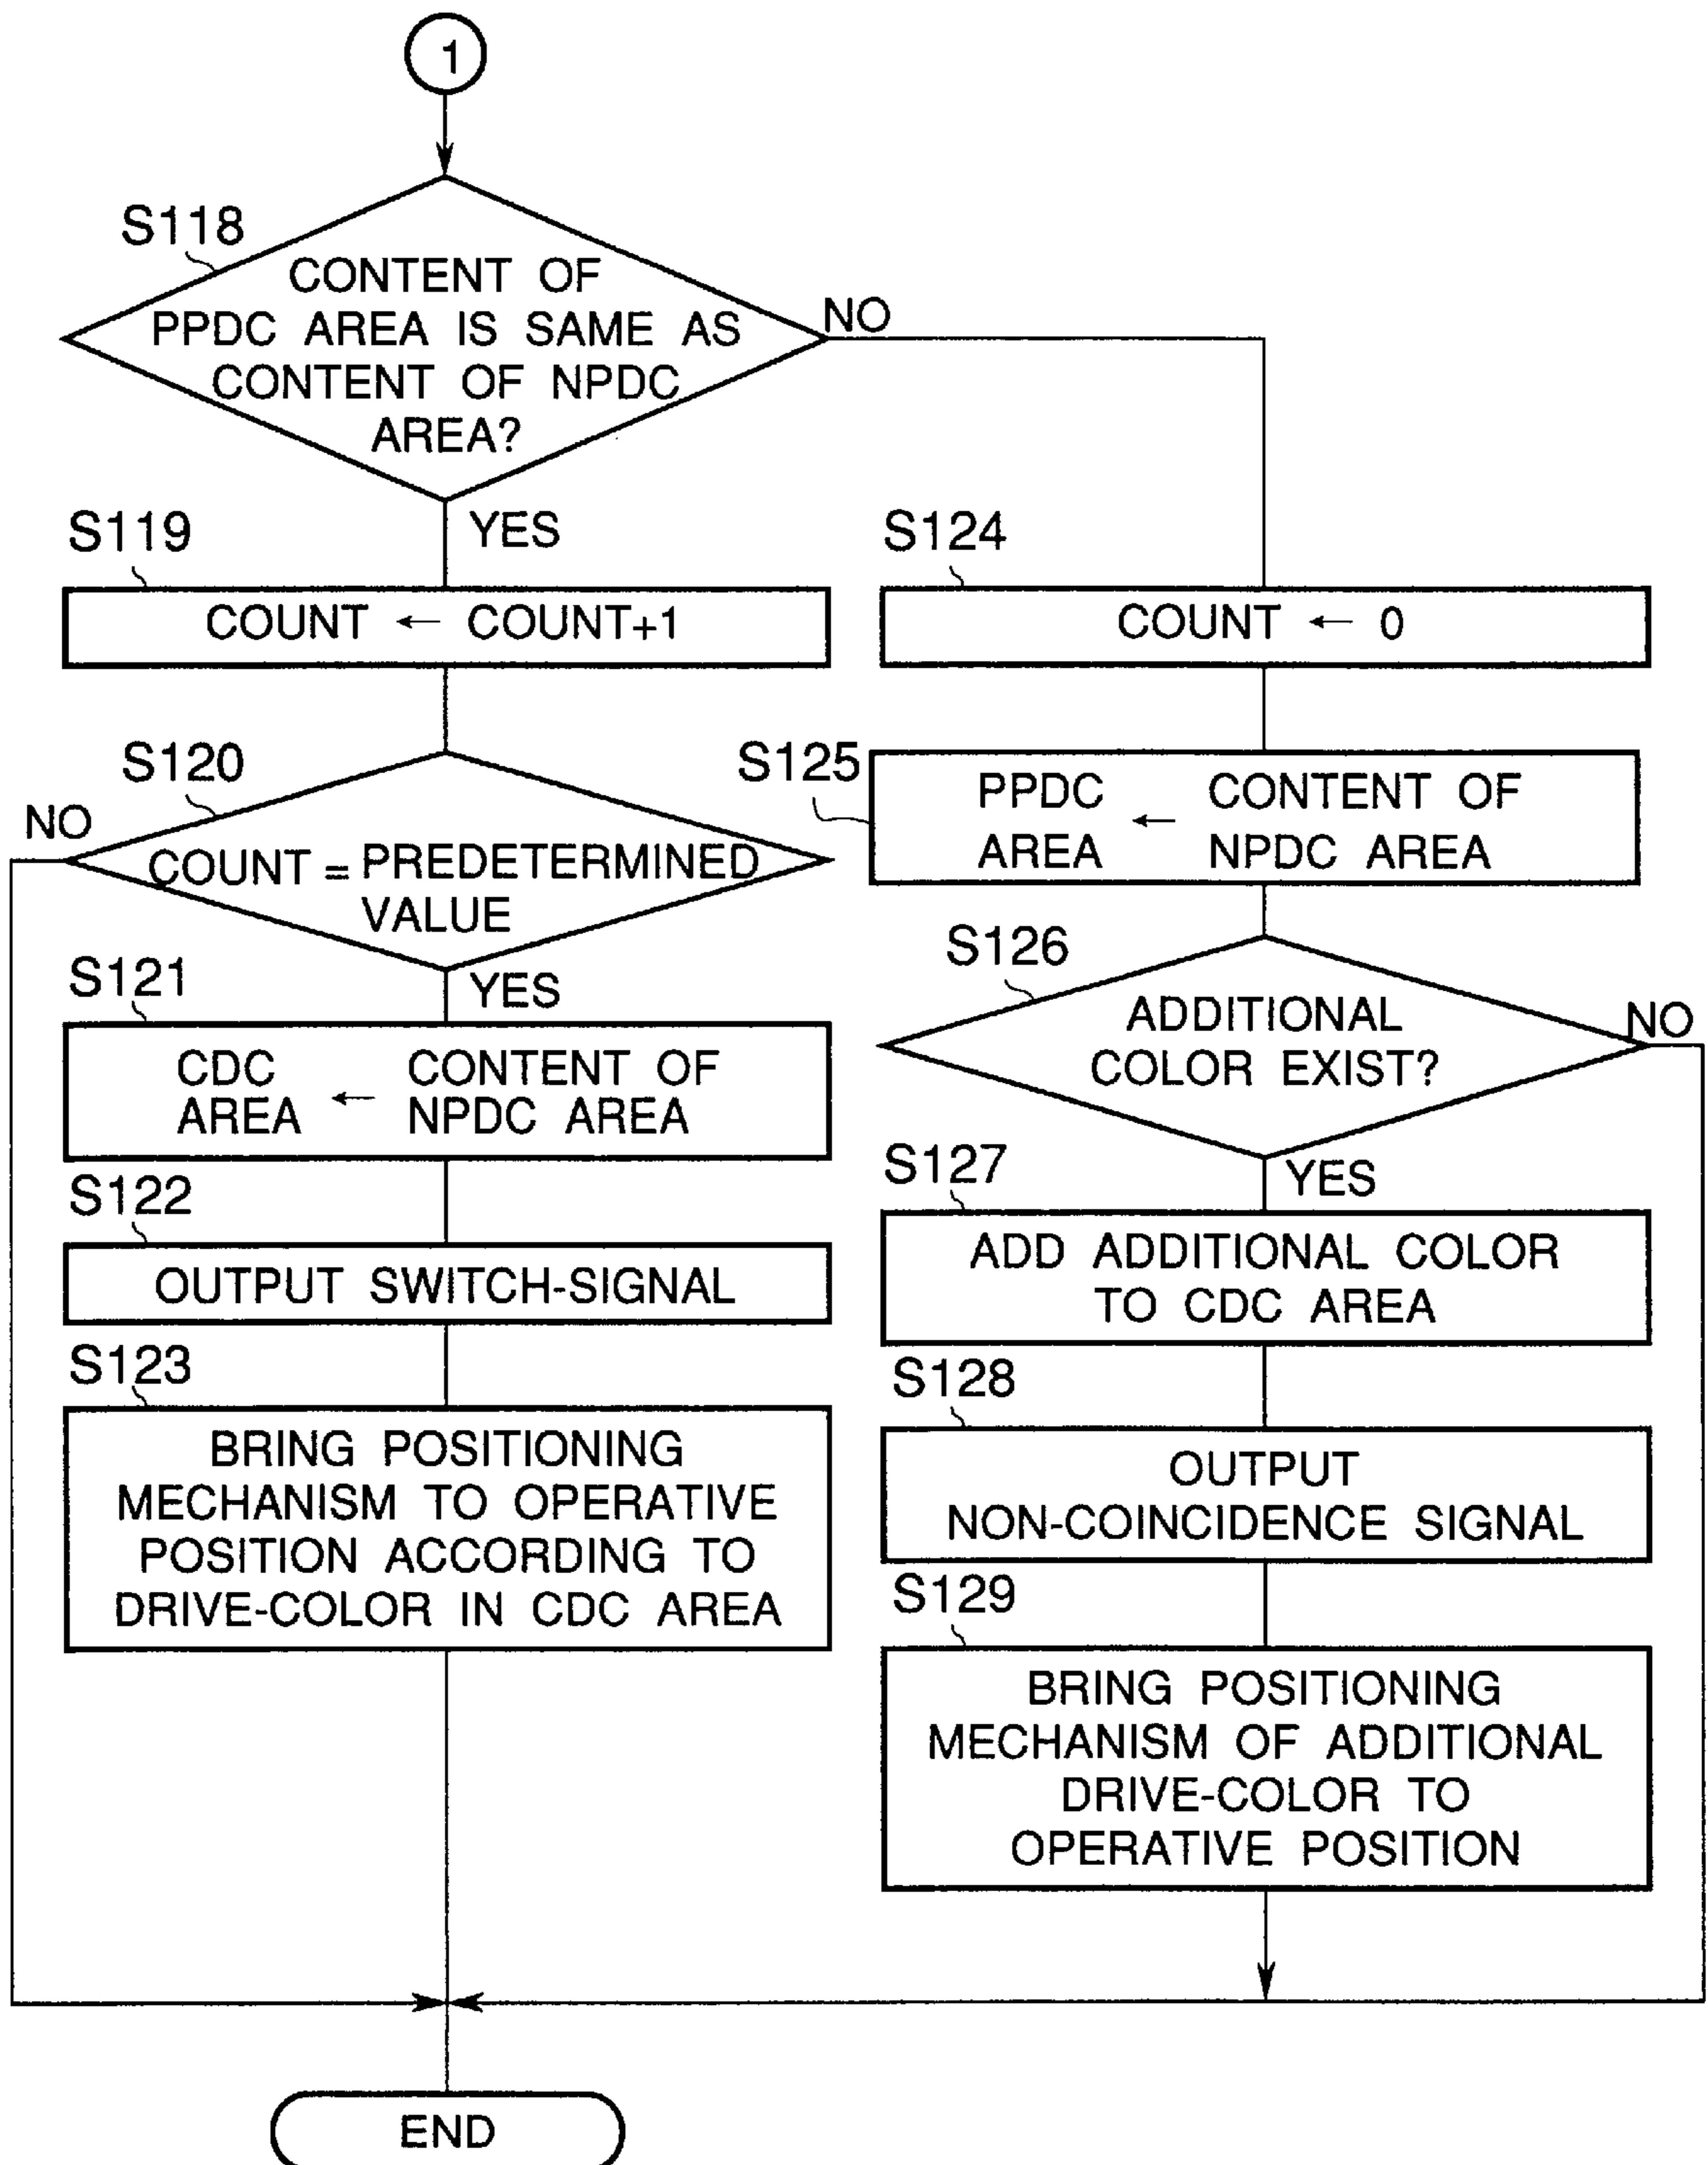 1
S118
CONTENT OF
PPDC AREA IS SAME AS
CONTENT OF NPDC
AREA?
NO
YES
S119
COUNT ← COUNT+1
S120
NO
COUNT = PREDETERMINED
VALUE
YES
S121
CDC AREA ← CONTENT OF
NPDC AREA
S122
OUTPUT SWITCH-SIGNAL
S123
BRING POSITIONING
MECHANISM TO OPERATIVE
POSITION ACCORDING TO
DRIVE-COLOR IN CDC AREA
S124
COUNT ← 0
S125
PPDC AREA ← CONTENT OF
NPDC AREA
S126
ADDITIONAL
COLOR EXIST?
NO
YES
S127
ADD ADDITIONAL COLOR
TO CDC AREA
S128
OUTPUT
NON-COINCIDENCE SIGNAL
S129
BRING POSITIONING
MECHANISM OF ADDITIONAL
DRIVE-COLOR TO
OPERATIVE POSITION
END